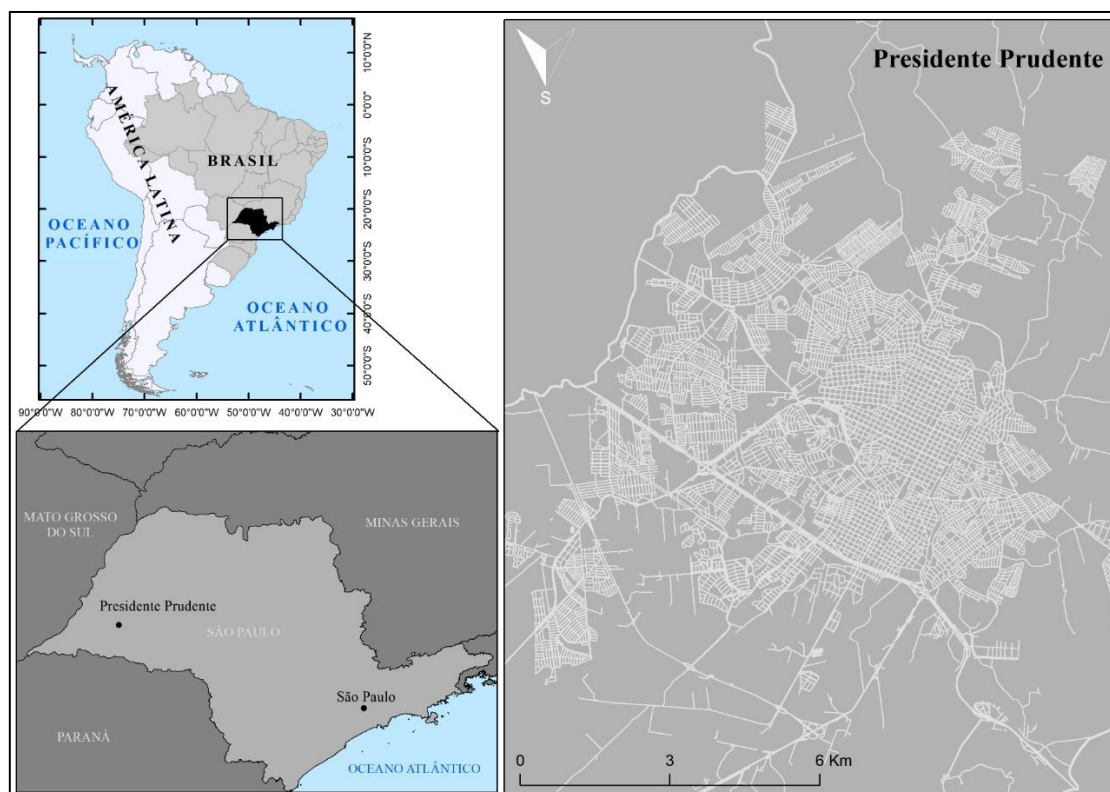 10°0'0"N
0°0'0"
10°0'0"S
20°0'0"S
30°0'0"S
40°0'0"S
50°0'0"S
90°0'0"W 80°0'0"W 70°0'0"W 60°0'0"W 50°0'0"W 40°0'0"W 30°0'0"W
AMÉRICA LATINA
BRASIL
OCEANO
PACÍFICO
OCEANO
ATLÂNTICO
MATO GROSSO
DO SUL
MINAS GERAIS
Presidente Prudente
SÃO PAULO
São Paulo
PARANÁ
OCEANO ATLÂNTICO
S
Presidente Prudente
0 3 6 Km